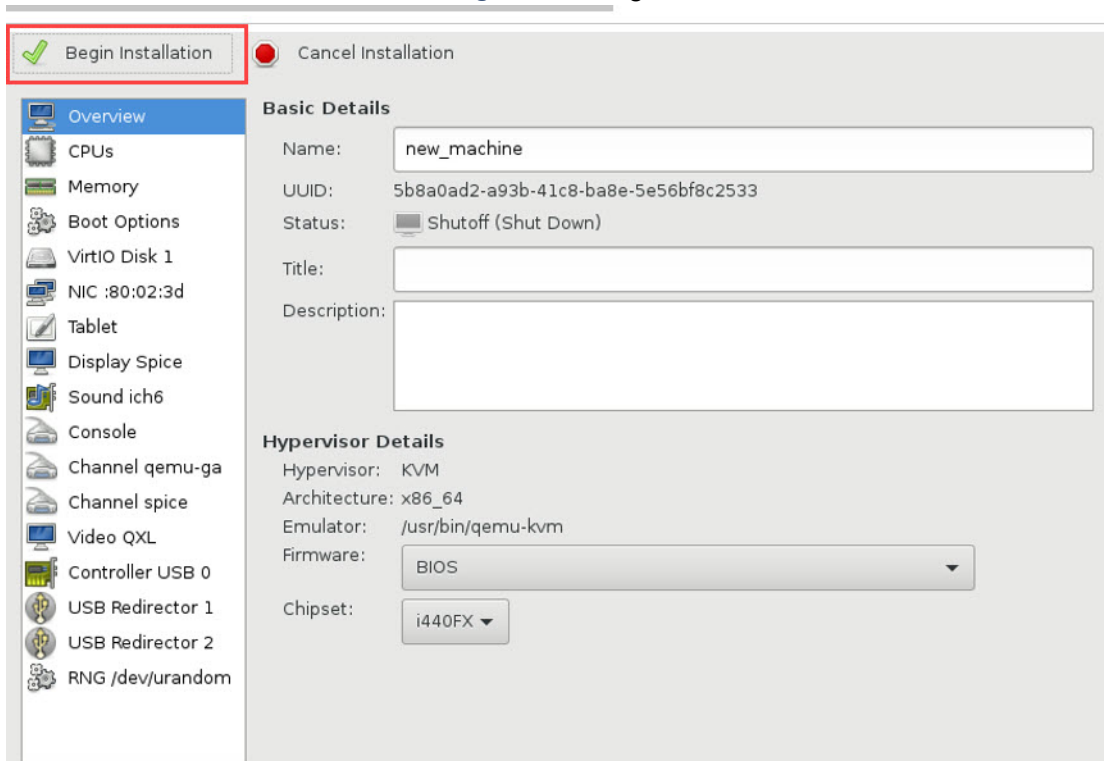 Begin Installation
Cancel Installation
Overview
CPUs
Memory
Boot Options
VirtIO Disk 1
NIC :80:02:3d
Tablet
Display Spice
Sound ich6
Console
Channel qemu-ga
Channel spice
Video QXL
Controller USB 0
USB Redirector 1
USB Redirector 2
RNG /dev/urandom
Basic Details
Name: new_machine
UUID: 5b8a0ad2-a93b-41c8-ba8e-5e56bf8c2533
Status: Shutoff (Shut Down)
Title:
Description:
Hypervisor Details
Hypervisor: KVM
Architecture: x86_64
Emulator: /usr/bin/qemu-kvm
Firmware: BIOS
Chipset: i440FX